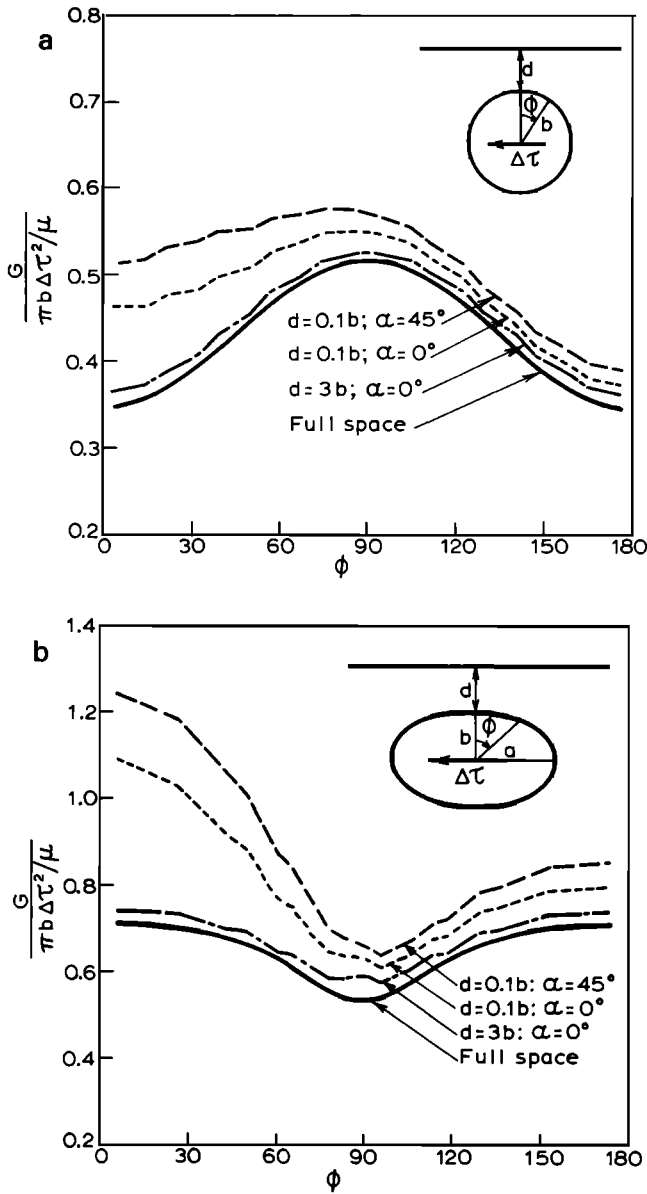 a
0.8
0.7
0.6
0.5
0.4
0.3
0.2
G
πbΔτ²/μ
d
ϕ
b
Δτ
d=0.1b; α=45°
d=0.1b; α=0°
d=3b; α=0°
Full space
0 30 60 90 120 150 180
ϕ
b
1.4
1.2
1.0
0.8
0.6
0.4
0.2
G
πbΔτ²/μ
d
ϕ
b
a
Δτ
d=0.1b: α=45°
d=0.1b: α=0°
d=3b: α=0°
Full space
0 30 60 90 120 150 180
ϕ